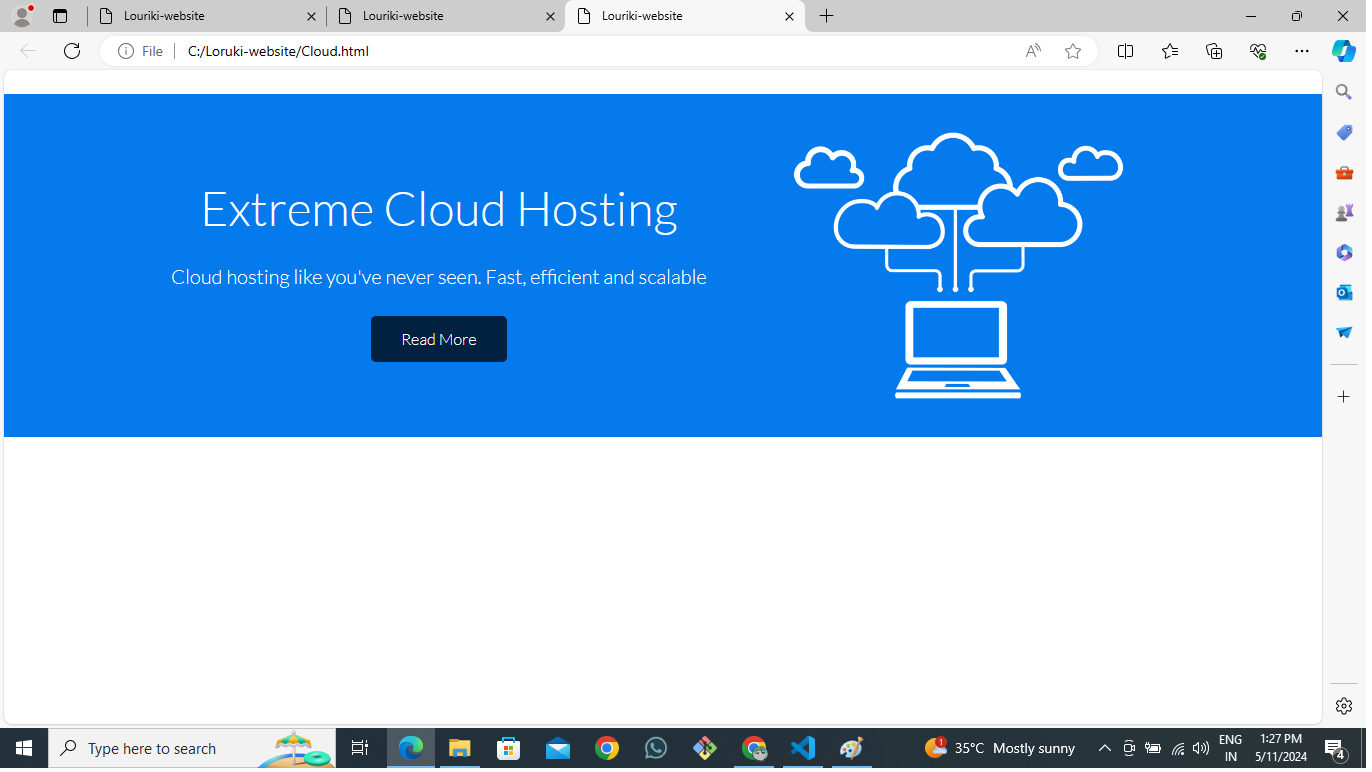 Louriki-website
Louriki-website
Louriki-website
File
C:/Loruki-website/Cloud.html
Extreme Cloud Hosting
Cloud hosting like you've never seen. Fast, efficient and scalable
Read More
Type here to search
1
35°C Mostly sunny
ENG
IN
1:27 PM
5/11/2024
4